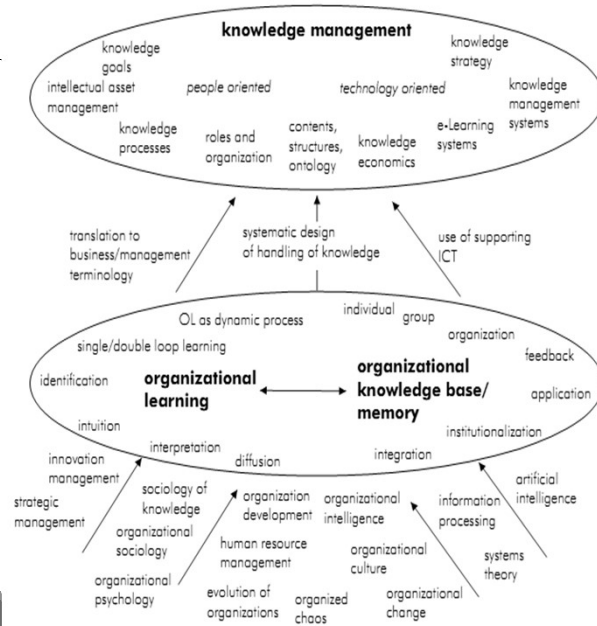 knowledge management
knowledge
goals
knowledge
strategy
intellectual asset
management
people oriented
technology oriented
knowledge
management
systems
knowledge
processes
roles and
organization
contents,
structures,
ontology
knowledge
economics
e-Learning
systems
translation to
business/management
terminology
systematic design
of handling of knowledge
use of supporting
ICT
OL as dynamic process
individual
group
organization
single/double loop learning
feedback
identification
organizational
learning
organizational
knowledge base/
memory
application
intuition
institutionalization
interpretation
diffusion
integration
innovation
management
strategic
management
sociology of
knowledge
organizational
sociology
organizational
psychology
organization
development
organizational
intelligence
information
processing
artificial
intelligence
human resource
management
organizational
culture
systems
theory
evolution of
organizations
organized
chaos
organizational
change